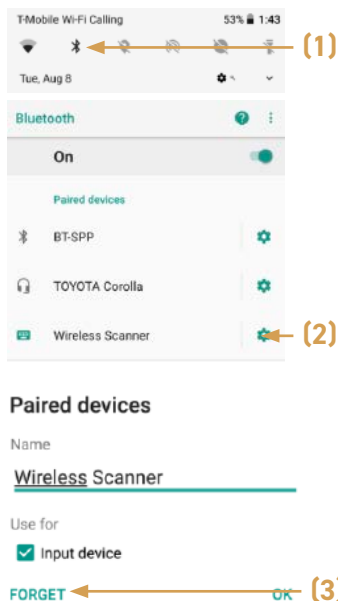 T-Mobile Wi-Fi Calling 53% 1:43
(1)
Tue, Aug 8
Bluetooth
On
Paired devices
BT-SPP
TOYOTA Corolla
Wireless Scanner
(2)
Paired devices
Name
Wireless Scanner
Use for
Input device
FORGET OK (3)